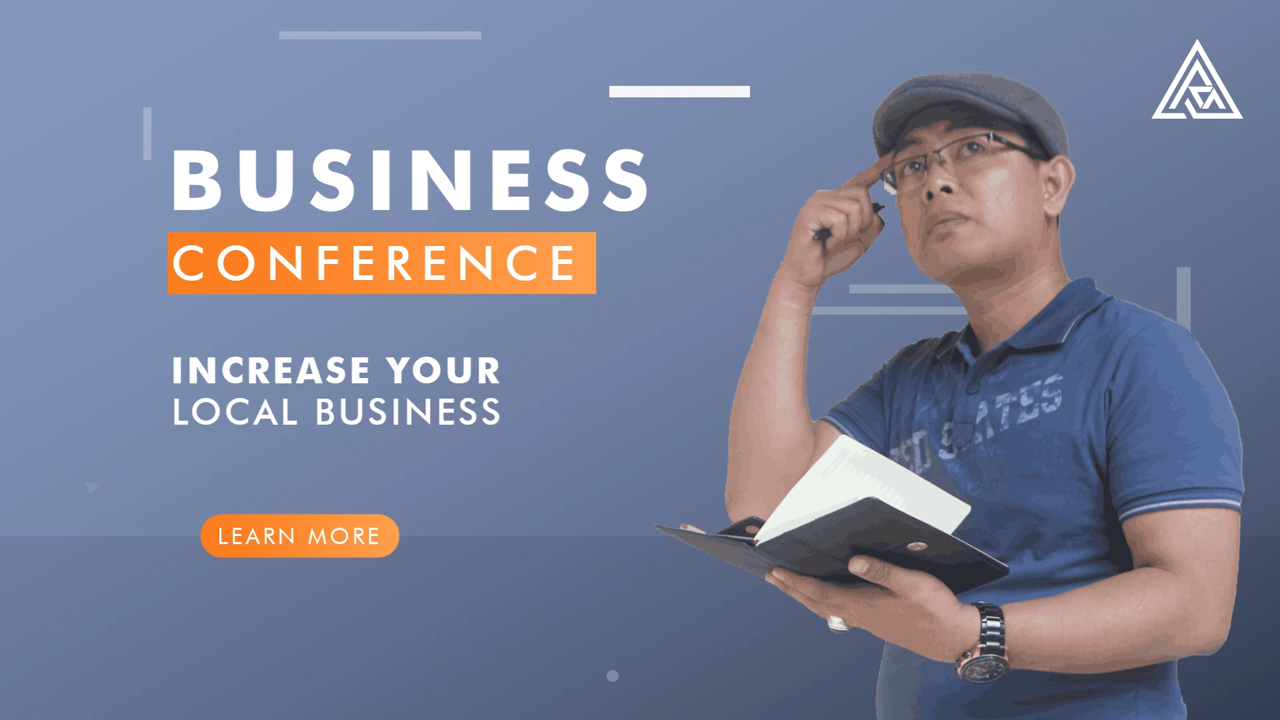 BUSINESS
CONFERENCE
INCREASE YOUR
LOCAL BUSINESS
LEARN MORE